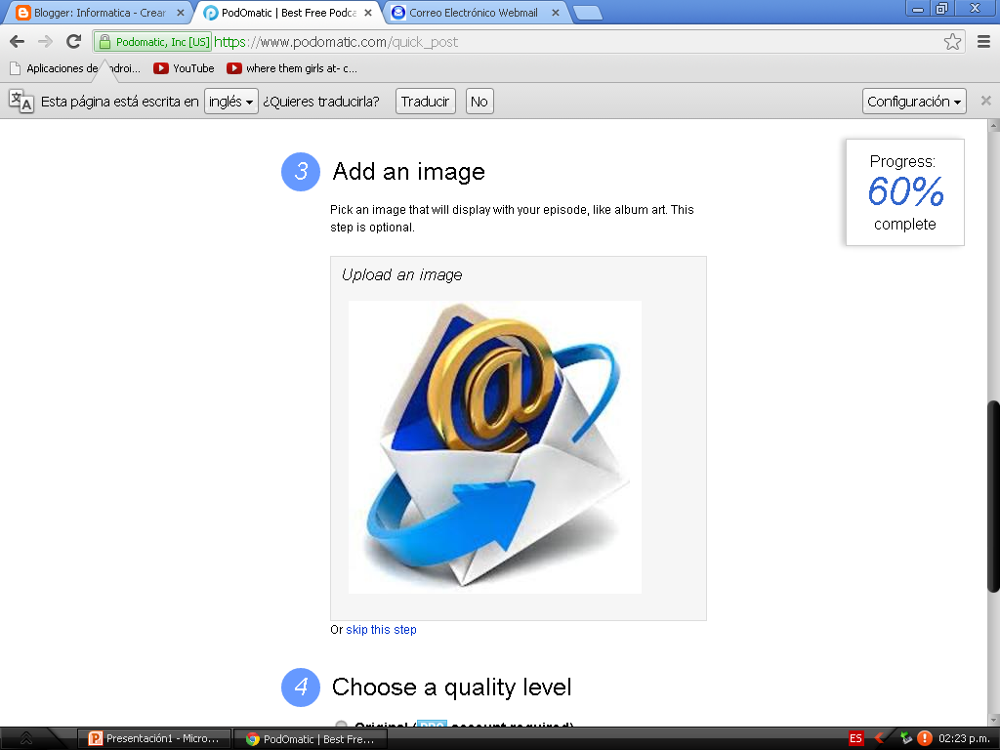 Blogger: Informatica - Crear
PodOmatic | Best Free Podca
Correo Electrónico Webmail
Podomatic, Inc [US]
https://www.podomatic.com/quick_post
Aplicaciones de
YouTube
where them girls at- c...
Esta página está escrita en inglés ¿Quieres traducirla? Traducir No
Configuración
Progress:
60%
complete
3 Add an image
Pick an image that will display with your episode, like album art. This
step is optional.
Upload an image
@
Or skip this step
4 Choose a quality level
Original (PRO account required)
Presentación1 - Micro...
PodOmatic | Best Fre...
ES
02:23 p.m.